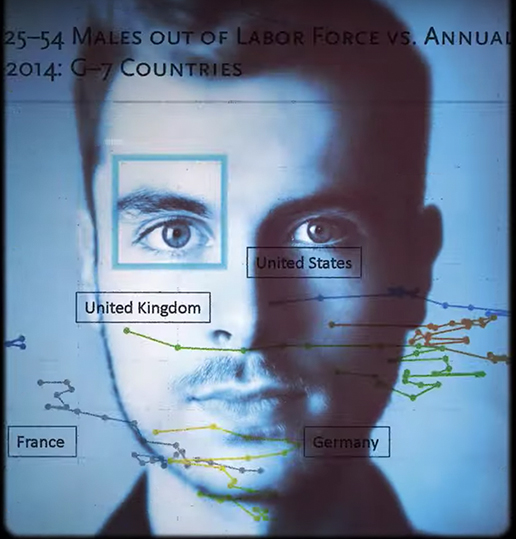 25–54 Males out of Labor Force vs. Annual
2014: G–7 Countries
United States
United Kingdom
France
Germany